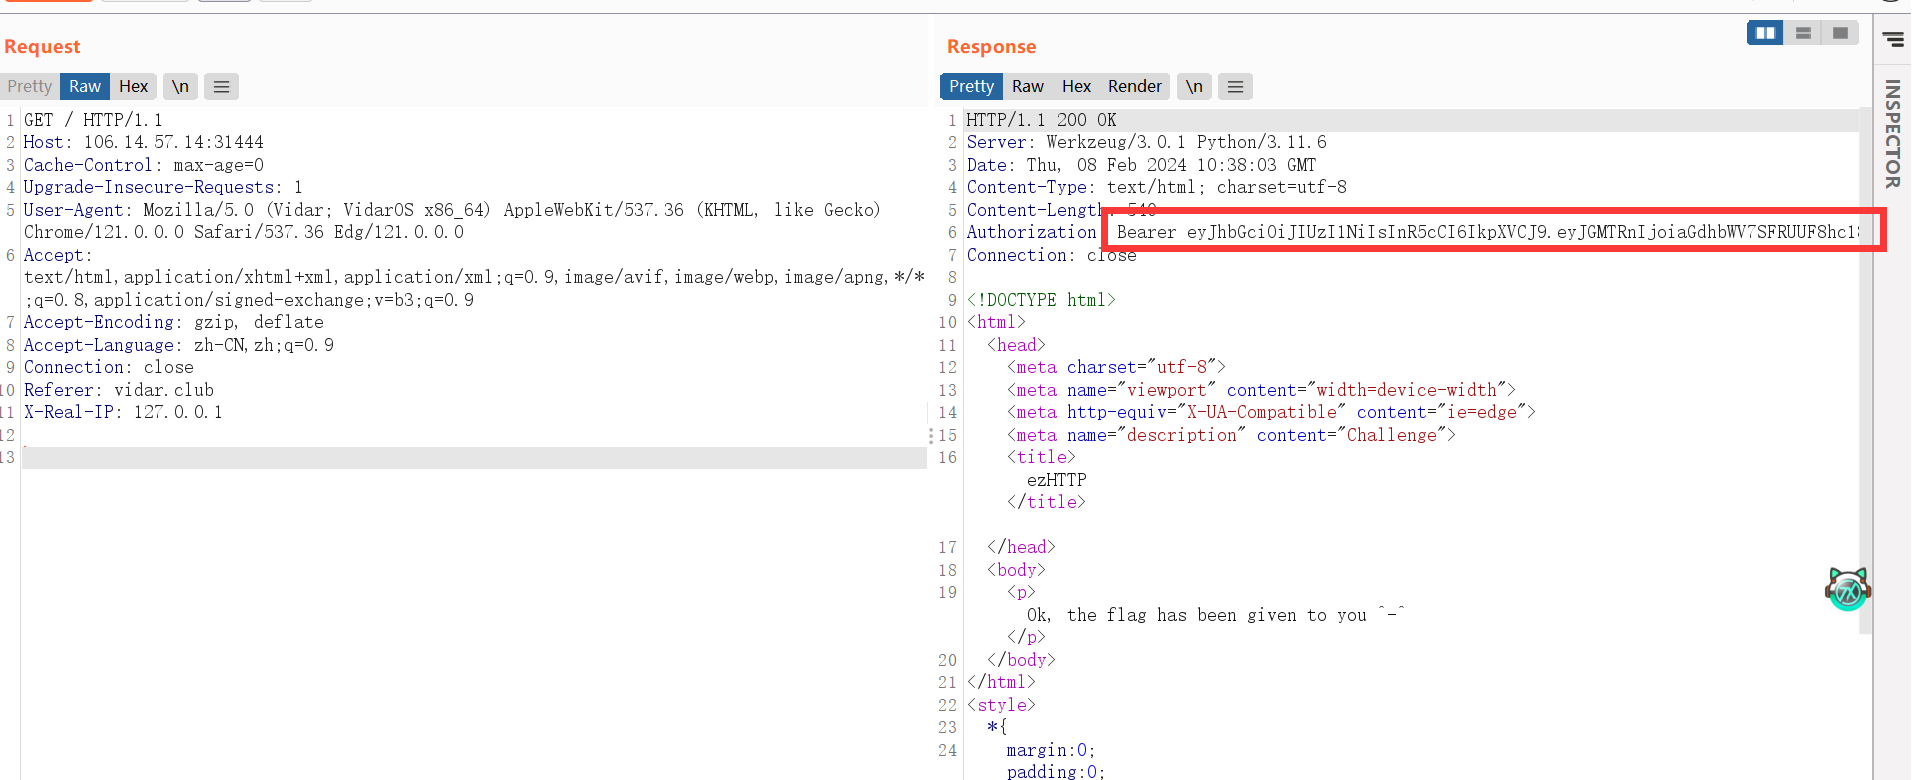 Request
Pretty Raw Hex \n
1 GET / HTTP/1.1
2 Host: 106.14.57.14:31444
3 Cache-Control: max-age=0
4 Upgrade-Insecure-Requests: 1
5 User-Agent: Mozilla/5.0 (Vidar; VidarOS x86_64) AppleWebKit/537.36 (KHTML, like Gecko)
Chrome/121.0.0.0 Safari/537.36 Edg/121.0.0.0
6 Accept:
text/html,application/xhtml+xml,application/xml;q=0.9,image/avif,image/webp,image/apng,*/*
;q=0.8,application/signed-exchange;v=b3;q=0.9
7 Accept-Encoding: gzip, deflate
8 Accept-Language: zh-CN,zh;q=0.9
9 Connection: close
10 Referer: vidar.club
11 X-Real-IP: 127.0.0.1
12
13
Response
Pretty Raw Hex Render \n
1 HTTP/1.1 200 OK
2 Server: Werkzeug/3.0.1 Python/3.11.6
3 Date: Thu, 08 Feb 2024 10:38:03 GMT
4 Content-Type: text/html; charset=utf-8
5 Content-Length: 540
6 Authorization Bearer eyJhbGciOiJIUzI1NiIsInR5cCI6IkpXVCJ9.eyJGMTRnIjoiaGdhbWV7SFRUUF8hc1
7 Connection: close
8
9 <!DOCTYPE html>
10 <html>
11 <head>
12 <meta charset="utf-8">
13 <meta name="viewport" content="width=device-width">
14 <meta http-equiv="X-UA-Compatible" content="ie=edge">
15 <meta name="description" content="Challenge">
16 <title>
ezHTTP
</title>
17 </head>
18 <body>
19 <p>
Ok, the flag has been given to you ^-^
</p>
20 </body>
21 </html>
22 <style>
23 *{
24 margin:0;
padding:0;
INSPECTOR